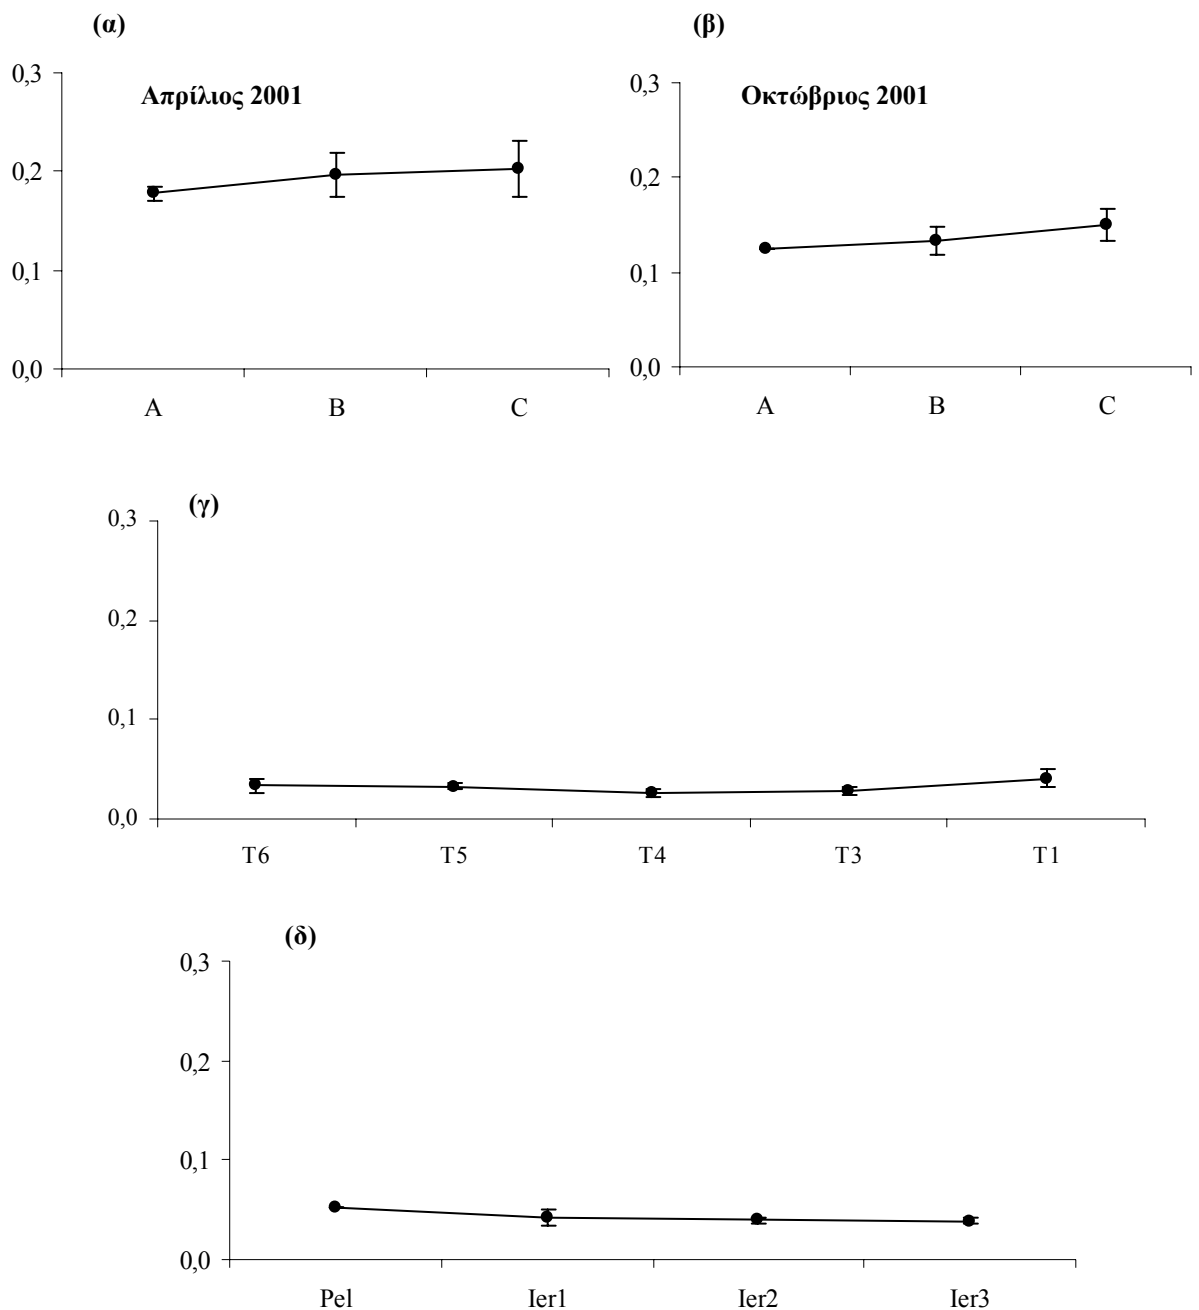 (α)
0,3
Απρίλιος 2001
0,2
0,1
0,0
A
B
C
(β)
0,3
Οκτώβριος 2001
0,2
0,1
0,0
A
B
C
(γ)
0,3
0,2
0,1
0,0
T6
T5
T4
T3
T1
(δ)
0,3
0,2
0,1
0,0
Pel
Ier1
Ier2
Ier3